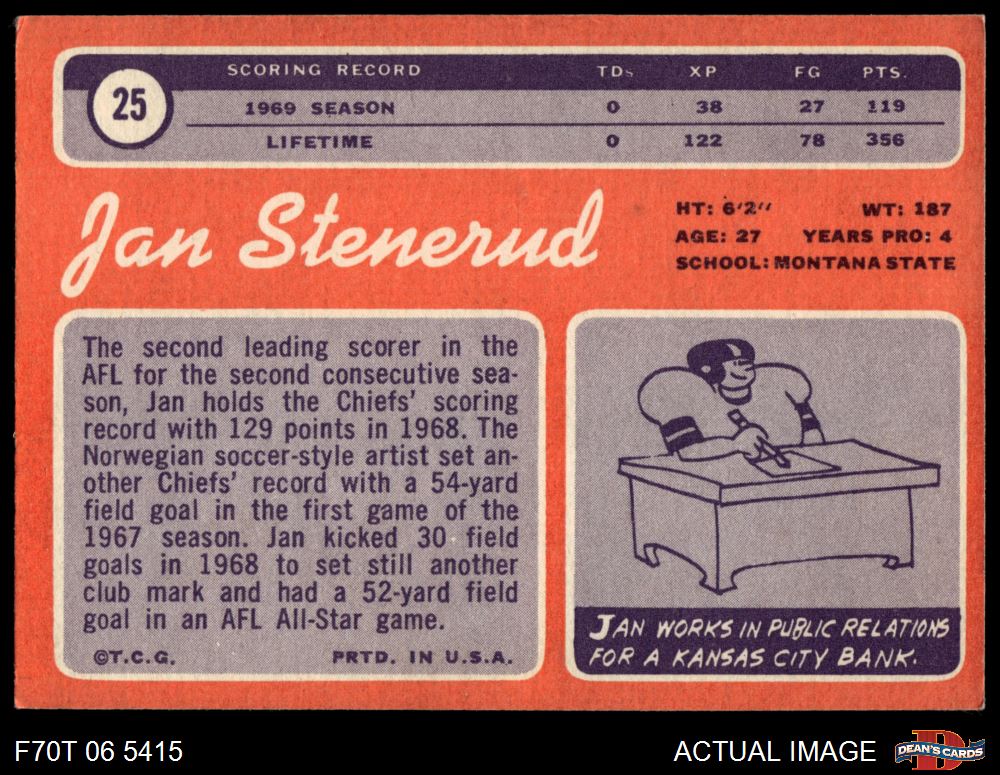 25
SCORING RECORD TDs XP FG PTS.
1969 SEASON 0 38 27 119
LIFETIME 0 122 78 356
Jan Stenerud
HT: 6'2" WT: 187
AGE: 27 YEARS PRO: 4
SCHOOL: MONTANA STATE
The second leading scorer in the
AFL for the second consecutive sea-
son, Jan holds the Chiefs' scoring
record with 129 points in 1968. The
Norwegian soccer-style artist set an-
other Chiefs' record with a 54-yard
field goal in the first game of the
1967 season. Jan kicked 30 field
goals in 1968 to set still another
club mark and had a 52-yard field
goal in an AFL All-Star game.
©T.C.G. PRTD. IN U.S.A.
JAN WORKS IN PUBLIC RELATIONS
FOR A KANSAS CITY BANK.
F70T 06 5415
ACTUAL IMAGE
DEAN'S CARDS